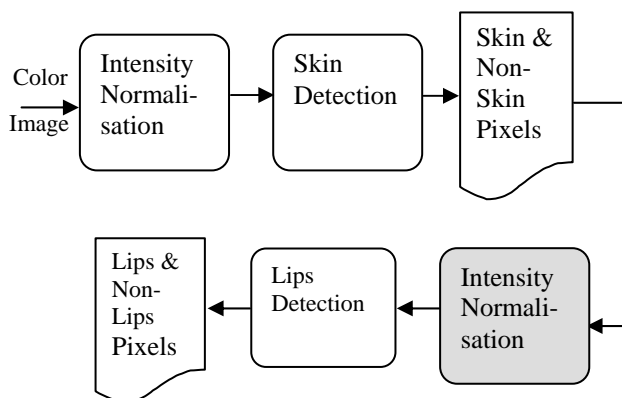 Color
Image
Intensity
Normali-
sation
Skin
Detection
Skin &
Non-
Skin
Pixels
Intensity
Normali-
sation
Lips
Detection
Lips &
Non-
Lips
Pixels